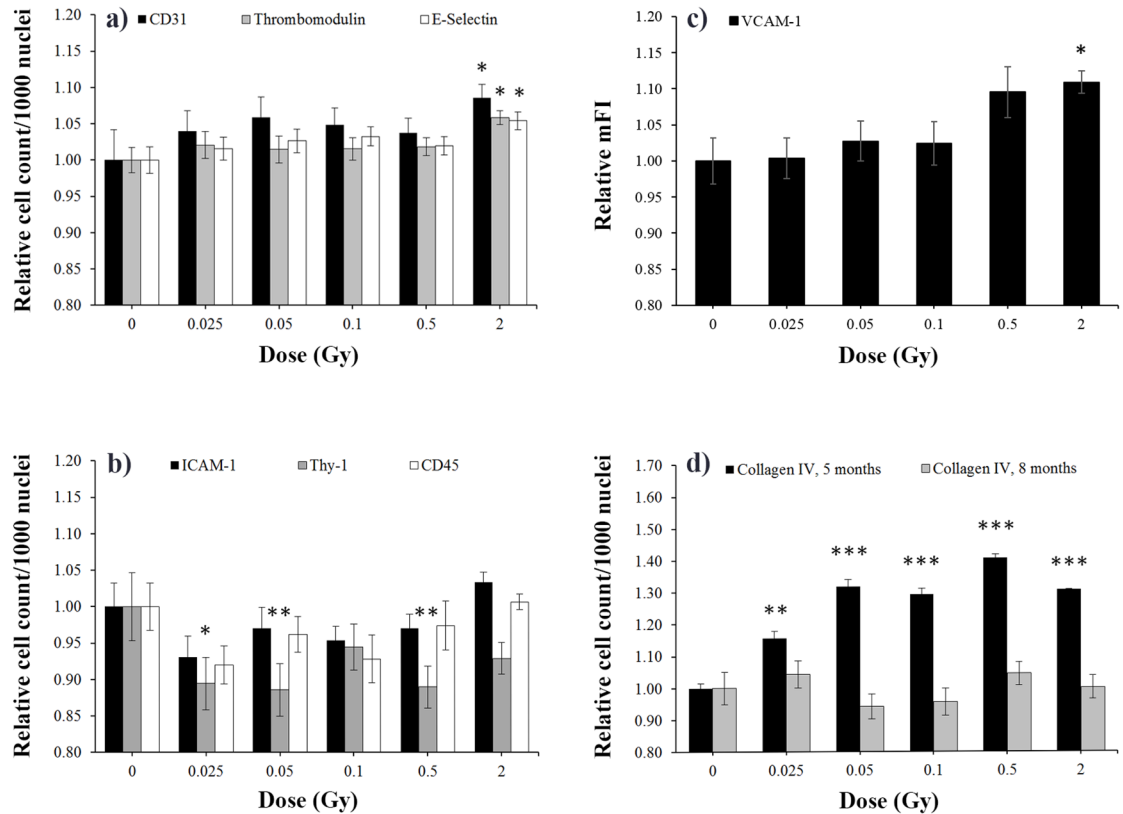 a) CD31 Thrombomodulin E-Selectin
Relative cell count/1000 nuclei
1.20
1.15
1.10
1.05
1.00
0.95
0.90
0.85
0.80
* * *
0 0.025 0.05 0.1 0.5 2
Dose (Gy)
c) VCAM-1
Relative mFI
1.20
1.15
1.10
1.05
1.00
0.95
0.90
0.85
0.80
*
0 0.025 0.05 0.1 0.5 2
Dose (Gy)
b) ICAM-1 Thy-1 CD45
Relative cell count/1000 nuclei
1.20
1.15
1.10
1.05
1.00
0.95
0.90
0.85
0.80
* ** **
0 0.025 0.05 0.1 0.5 2
Dose (Gy)
d) Collagen IV, 5 months Collagen IV, 8 months
Relative cell count/1000 nuclei
1.70
1.60
1.50
1.40
1.30
1.20
1.10
1.00
0.90
0.80
** *** *** *** ***
0 0.025 0.05 0.1 0.5 2
Dose (Gy)